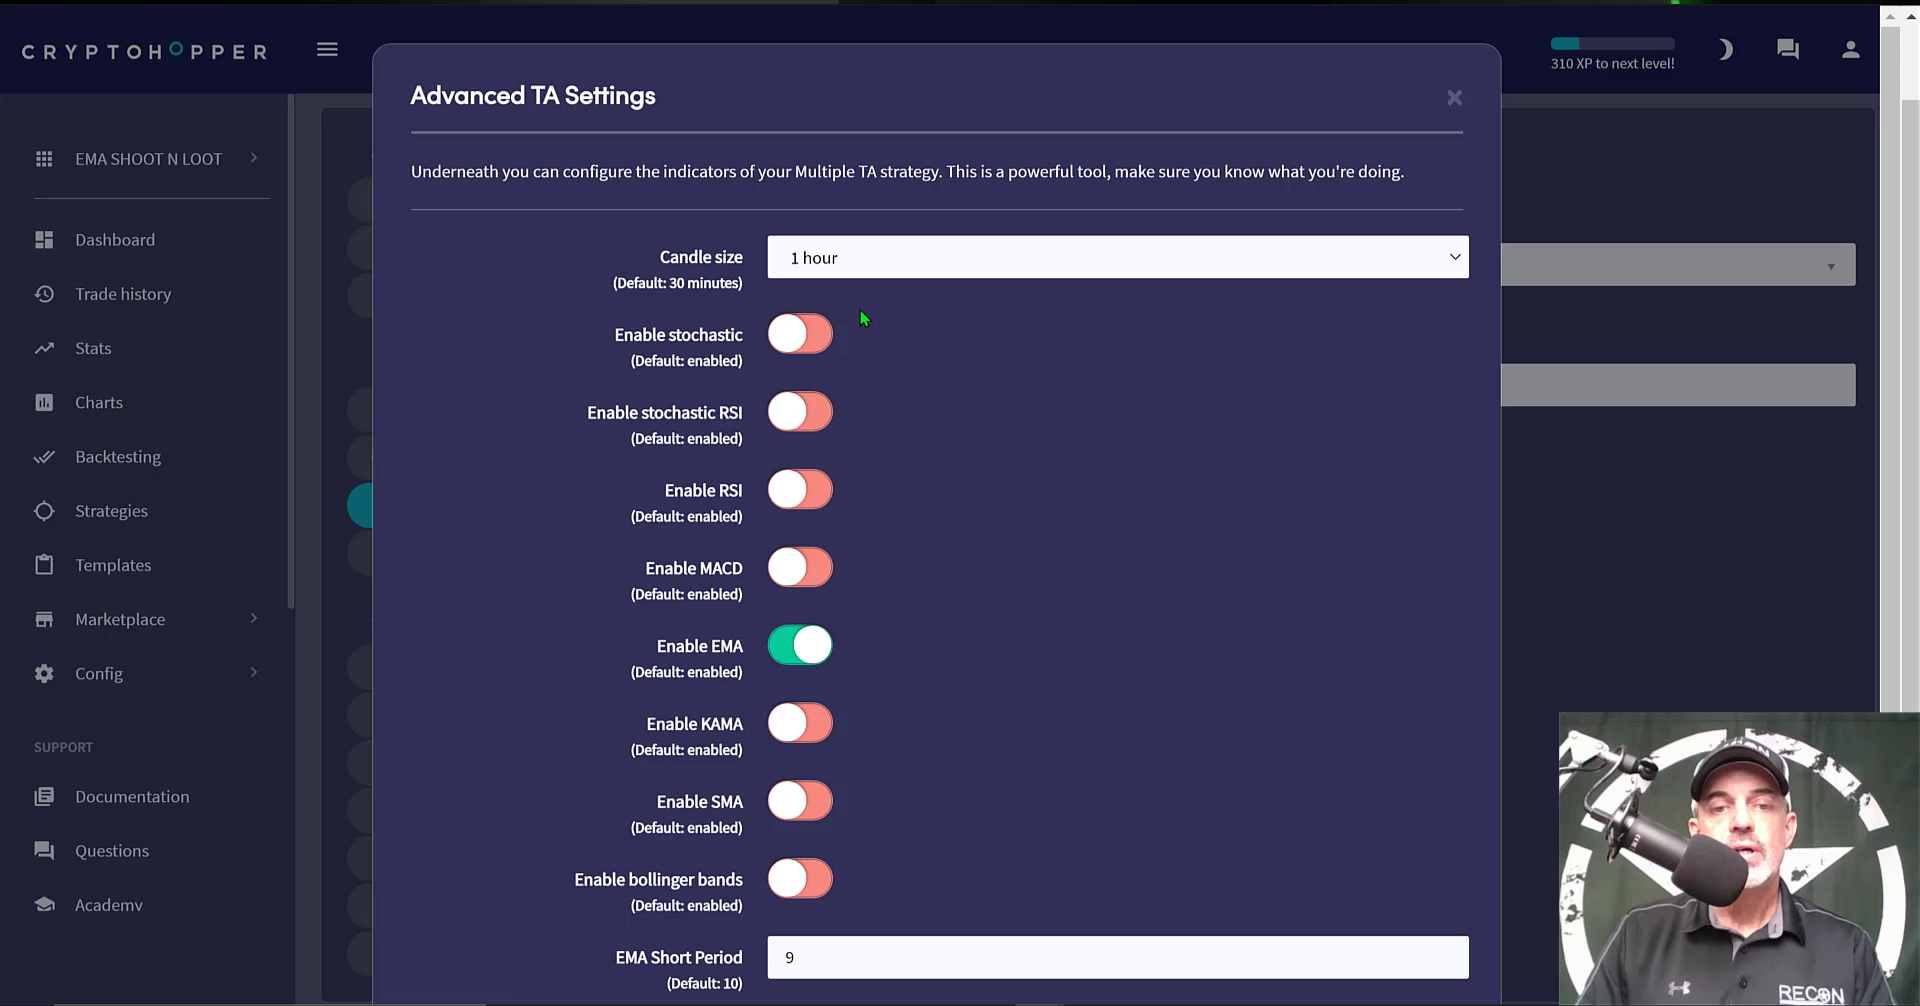 CRYPTOHOPPER
310 XP to next level!
EMA SHOOT N LOOT
Dashboard
Trade history
Stats
Charts
Backtesting
Strategies
Templates
Marketplace
Config
SUPPORT
Documentation
Questions
Academy
Advanced TA Settings
Underneath you can configure the indicators of your Multiple TA strategy. This is a powerful tool, make sure you know what you're doing.
Candle size
(Default: 30 minutes)
1 hour
Enable stochastic
(Default: enabled)
Enable stochastic RSI
(Default: enabled)
Enable RSI
(Default: enabled)
Enable MACD
(Default: enabled)
Enable EMA
(Default: enabled)
Enable KAMA
(Default: enabled)
Enable SMA
(Default: enabled)
Enable bollinger bands
(Default: enabled)
EMA Short Period
(Default: 10)
9
RECON